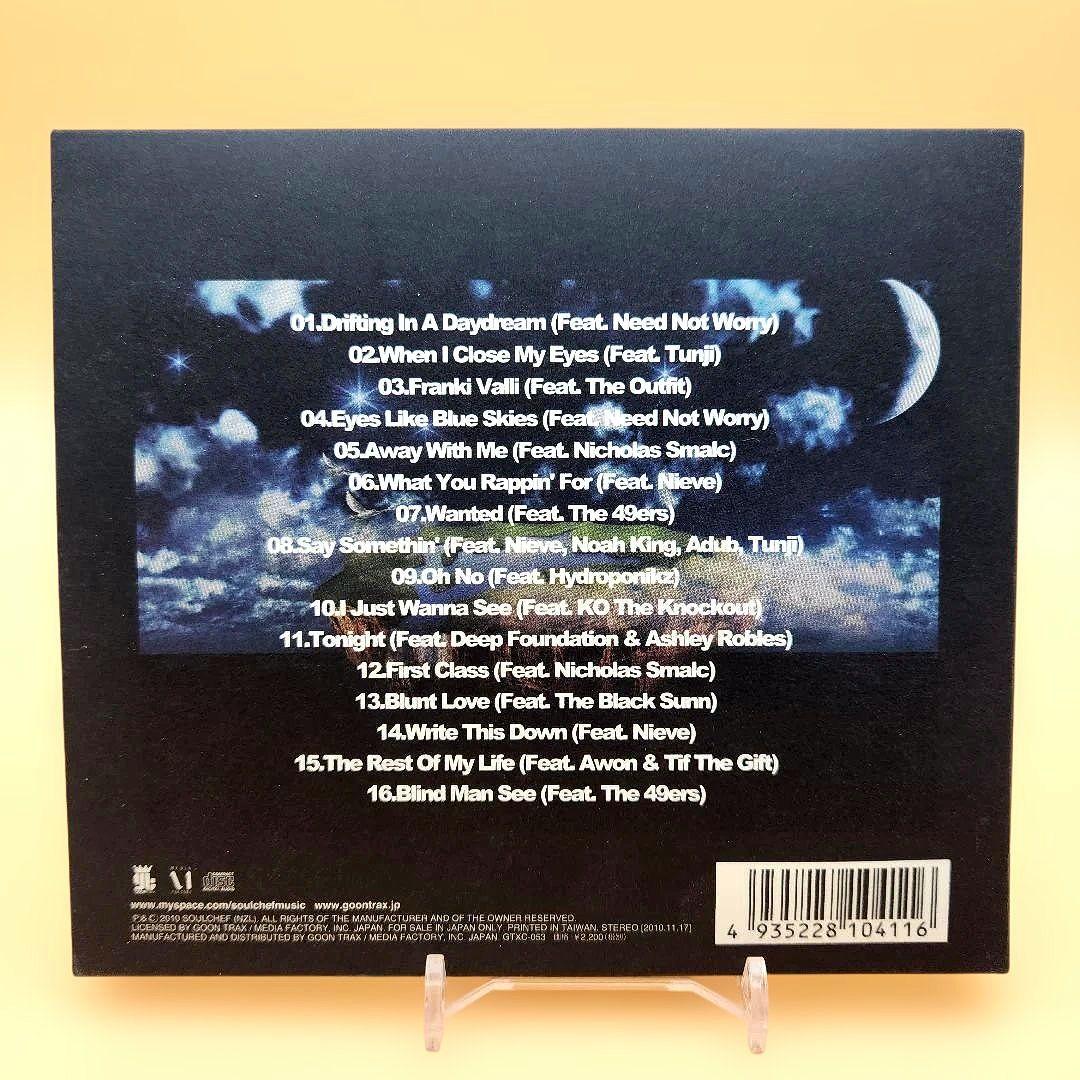 01.Drifting In A Daydream (Feat. Need Not Worry)
02.When I Close My Eyes (Feat. Tunji)
03.Franki Valli (Feat. The Outfit)
04.Eyes Like Blue Skies (Feat. Need Not Worry)
05.Away With Me (Feat. Nicholas Smalc)
06.What You Rappin' For (Feat. Nieve)
07.Wanted (Feat. The 49ers)
08.Say Somethin' (Feat. Nieve, Noah King, Adub, Tunji)
09.Oh No (Feat. Hydroponikz)
10.I Just Wanna See (Feat. KO The Knockout)
11.Tonight (Feat. Deep Foundation & Ashley Robles)
12.First Class (Feat. Nicholas Smalc)
13.Blunt Love (Feat. The Black Sunn)
14.Write This Down (Feat. Nieve)
15.The Rest Of My Life (Feat. Awon & Tif The Gift)
16.Blind Man See (Feat. The 49ers)
MEDIA FACTORY
COMPACT disc DIGITAL AUDIO
www.myspace.com/soulchefmusic www.goontrax.jp
℗&© 2010 SOULCHEF (NZL). ALL RIGHTS OF THE MANUFACTURER AND OF THE OWNER RESERVED.
LICENSED BY GOON TRAX / MEDIA FACTORY, INC. JAPAN. FOR SALE IN JAPAN ONLY. PRINTED IN TAIWAN. STEREO [2010.11.17]
MANUFACTURED AND DISTRIBUTED BY GOON TRAX / MEDIA FACTORY, INC. JAPAN. GTXC-053 ¥2,200
4 935228 104116